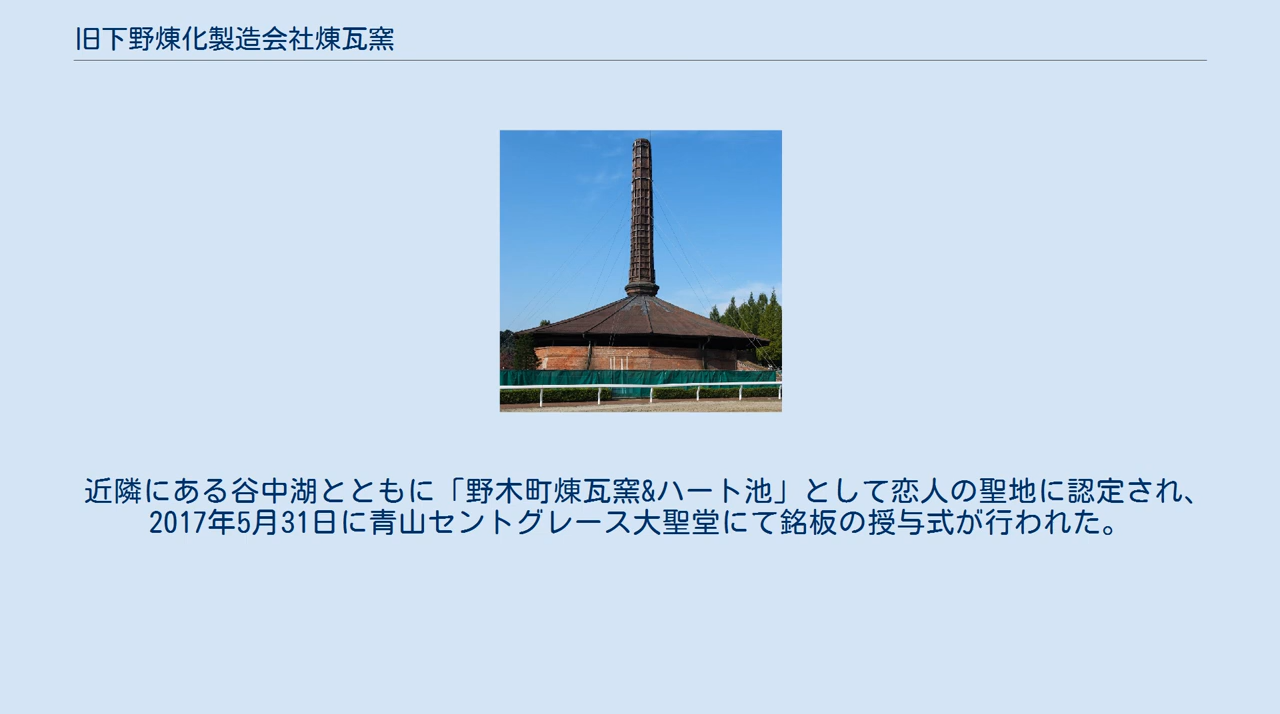 旧下野煉化製造会社煉瓦窯
近隣にある谷中湖とともに「野木町煉瓦窯&ハート池」として恋人の聖地に認定され、
2017年5月31日に青山セントグレース大聖堂にて銘板の授与式が行われた。